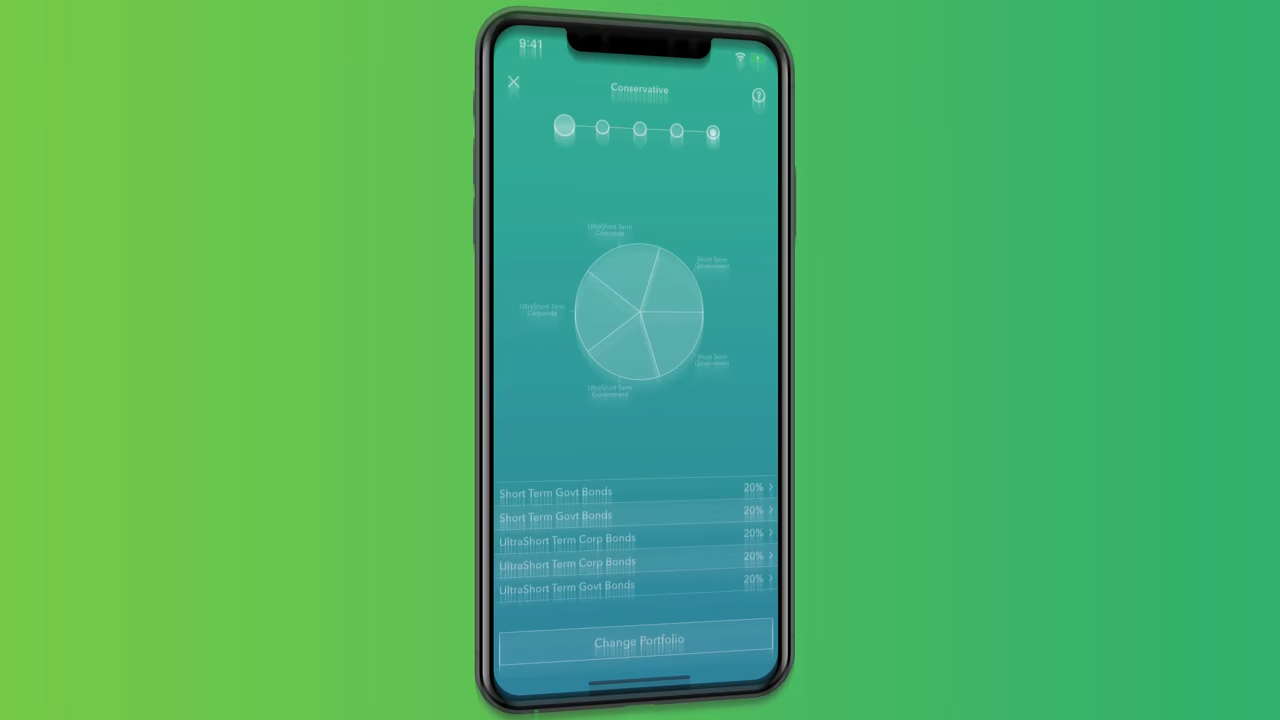 9:41
Conservative
UltraShort Term
Corporate
Short Term
Government
UltraShort Term
Corporate
Short Term
Government
UltraShort Term
Government
Short Term Govt Bonds 20%
Short Term Govt Bonds 20%
UltraShort Term Corp Bonds 20%
UltraShort Term Corp Bonds 20%
UltraShort Term Govt Bonds 20%
Change Portfolio